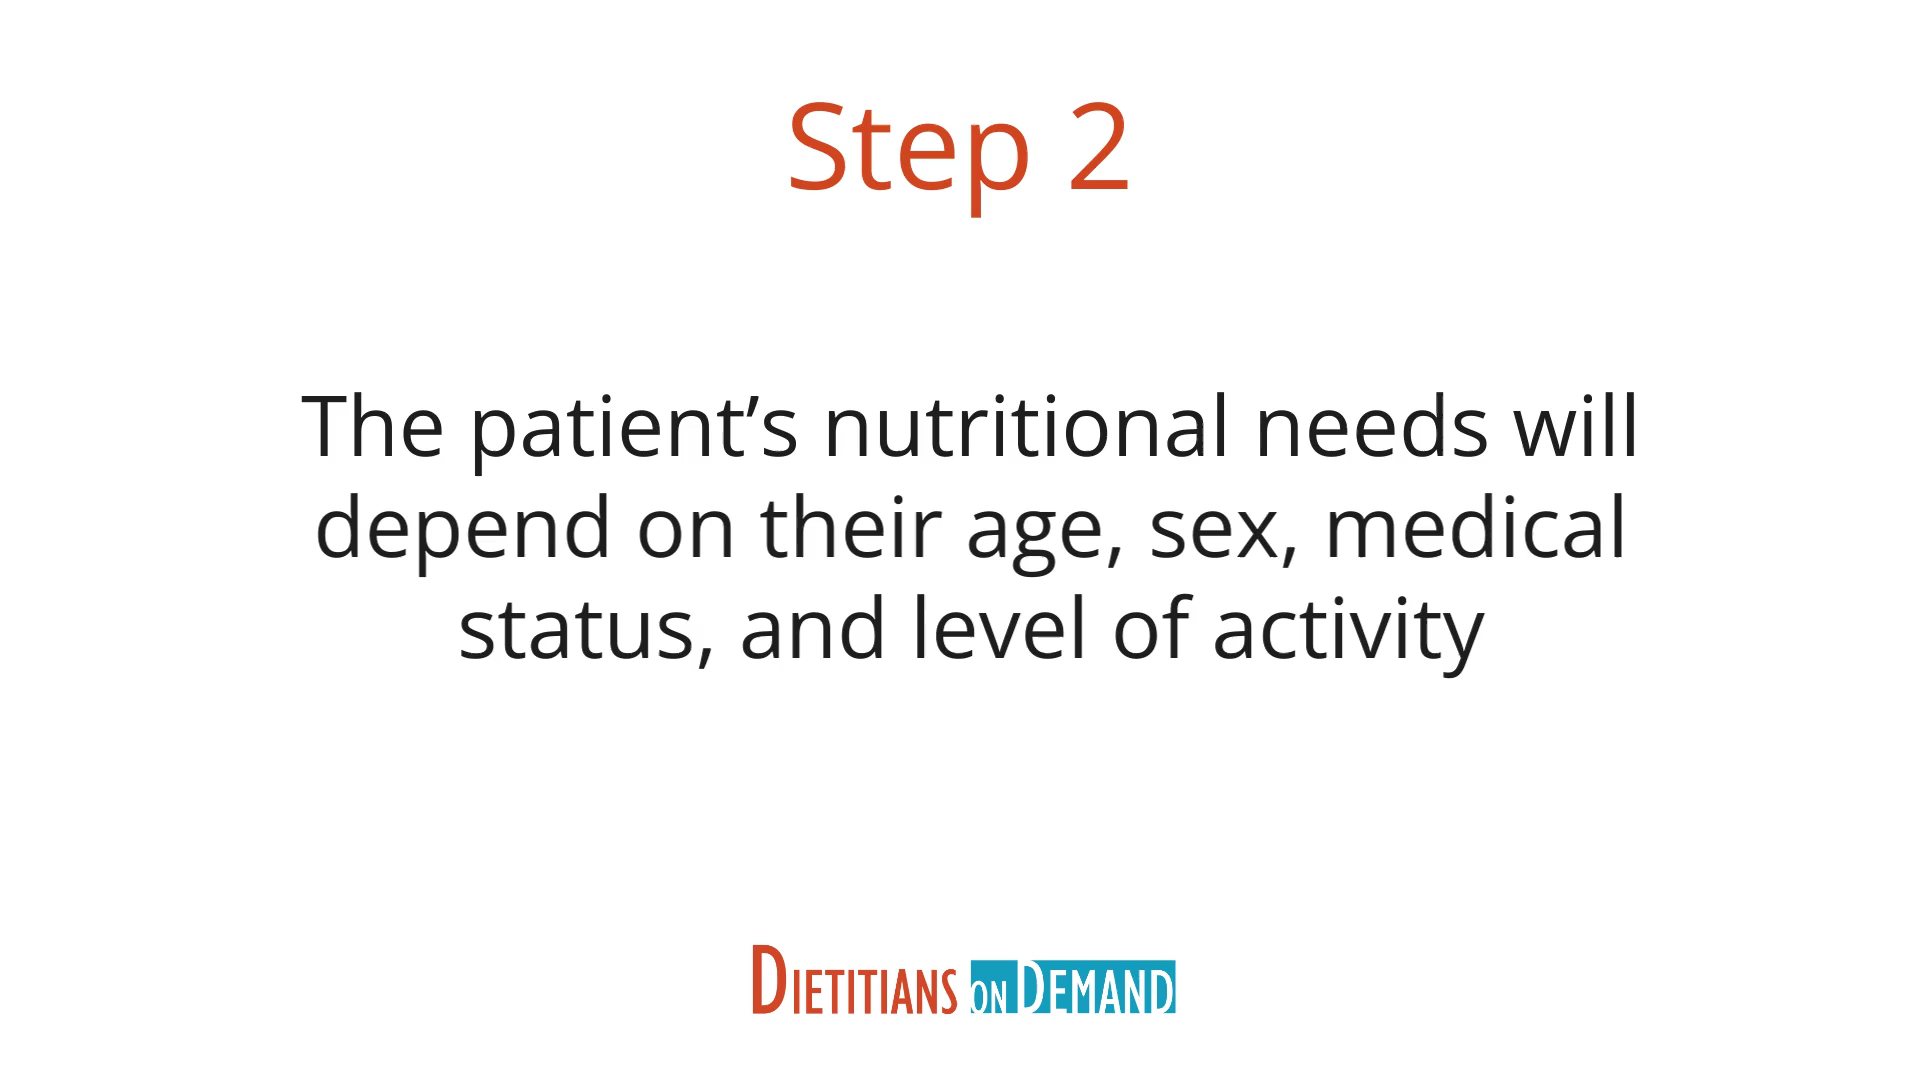 Step 2
The patient’s nutritional needs will
depend on their age, sex, medical
status, and level of activity
DIETITIANS ON DEMAND